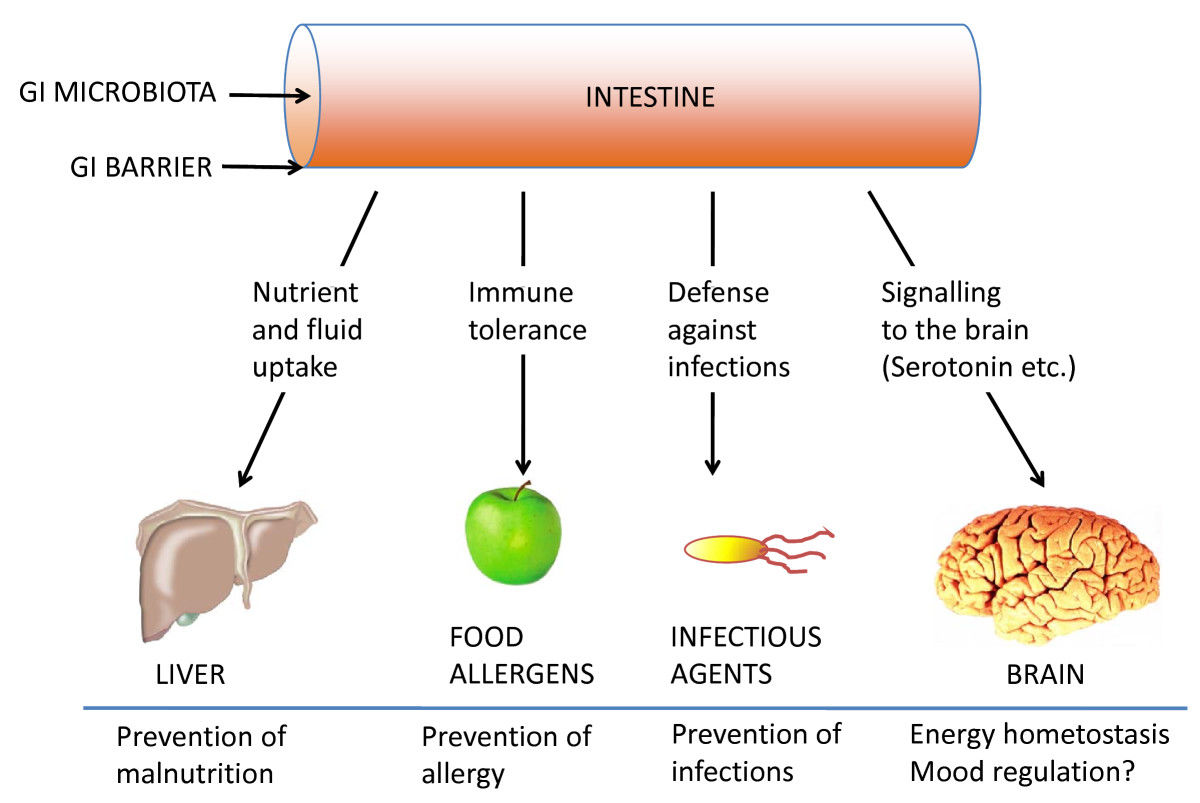 GI MICROBIOTA
INTESTINE
GI BARRIER
Nutrient
and fluid
uptake
Immune
tolerance
Defense
against
infections
Signalling
to the brain
(Serotonin etc.)
LIVER
FOOD
ALLERGENS
INFECTIOUS
AGENTS
BRAIN
Prevention of
malnutrition
Prevention of
allergy
Prevention of
infections
Energy hometostasis
Mood regulation?